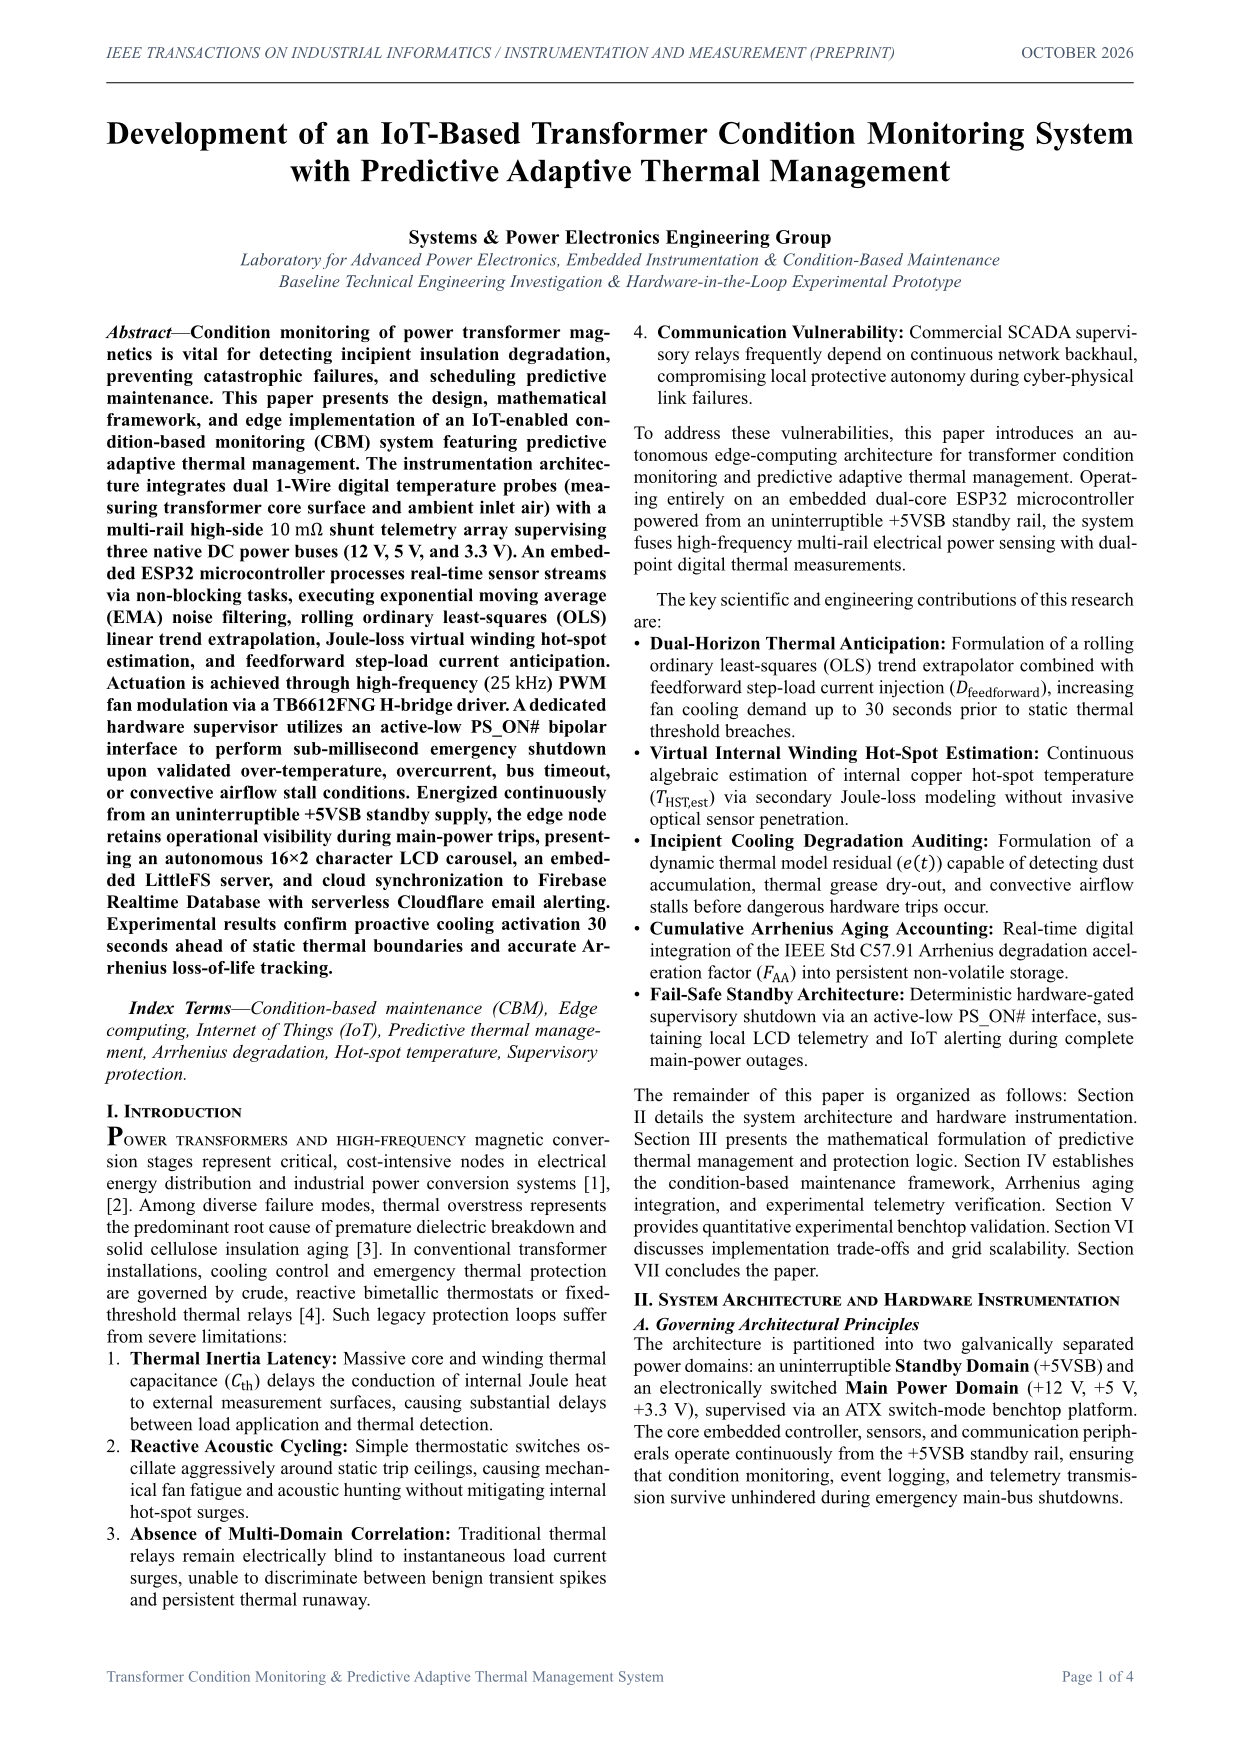 IEEE TRANSACTIONS ON INDUSTRIAL INFORMATICS / INSTRUMENTATION AND MEASUREMENT (PREPRINT) OCTOBER 2026
Development of an IoT-Based Transformer Condition Monitoring System
with Predictive Adaptive Thermal Management
Systems & Power Electronics Engineering Group
Laboratory for Advanced Power Electronics, Embedded Instrumentation & Condition-Based Maintenance
Baseline Technical Engineering Investigation & Hardware-in-the-Loop Experimental Prototype
Abstract—Condition monitoring of power transformer mag-
netics is vital for detecting incipient insulation degradation,
preventing catastrophic failures, and scheduling predictive
maintenance. This paper presents the design, mathematical
framework, and edge implementation of an IoT-enabled con-
dition-based monitoring (CBM) system featuring predictive
adaptive thermal management. The instrumentation architec-
ture integrates dual 1-Wire digital temperature probes (mea-
suring transformer core surface and ambient inlet air) with a
multi-rail high-side 10 mΩ shunt telemetry array supervising
three native DC power buses (12 V, 5 V, and 3.3 V). An embed-
ded ESP32 microcontroller processes real-time sensor streams
via non-blocking tasks, executing exponential moving average
(EMA) noise filtering, rolling ordinary least-squares (OLS)
linear trend extrapolation, Joule-loss virtual winding hot-spot
estimation, and feedforward step-load current anticipation.
Actuation is achieved through high-frequency (25 kHz) PWM
fan modulation via a TB6612FNG H-bridge driver. A dedicated
hardware supervisor utilizes an active-low PS_ON# bipolar
interface to perform sub-millisecond emergency shutdown
upon validated over-temperature, overcurrent, bus timeout,
or convective airflow stall conditions. Energized continuously
from an uninterruptible +5VSB standby supply, the edge node
retains operational visibility during main-power trips, present-
ing an autonomous 16×2 character LCD carousel, an embed-
ded LittleFS server, and cloud synchronization to Firebase
Realtime Database with serverless Cloudflare email alerting.
Experimental results confirm proactive cooling activation 30
seconds ahead of static thermal boundaries and accurate Ar-
rhenius loss-of-life tracking.
Index Terms—Condition-based maintenance (CBM), Edge
computing, Internet of Things (IoT), Predictive thermal manage-
ment, Arrhenius degradation, Hot-spot temperature, Supervisory
protection.
I. INTRODUCTION
POWER TRANSFORMERS AND HIGH-FREQUENCY magnetic conver-
sion stages represent critical, cost-intensive nodes in electrical
energy distribution and industrial power conversion systems [1],
[2]. Among diverse failure modes, thermal overstress represents
the predominant root cause of premature dielectric breakdown and
solid cellulose insulation aging [3]. In conventional transformer
installations, cooling control and emergency thermal protection
are governed by crude, reactive bimetallic thermostats or fixed-
threshold thermal relays [4]. Such legacy protection loops suffer
from severe limitations:
1. Thermal Inertia Latency: Massive core and winding thermal
capacitance (Cth) delays the conduction of internal Joule heat
to external measurement surfaces, causing substantial delays
between load application and thermal detection.
2. Reactive Acoustic Cycling: Simple thermostatic switches os-
cillate aggressively around static trip ceilings, causing mechan-
ical fan fatigue and acoustic hunting without mitigating internal
hot-spot surges.
3. Absence of Multi-Domain Correlation: Traditional thermal
relays remain electrically blind to instantaneous load current
surges, unable to discriminate between benign transient spikes
and persistent thermal runaway.
4. Communication Vulnerability: Commercial SCADA supervi-
sory relays frequently depend on continuous network backhaul,
compromising local protective autonomy during cyber-physical
link failures.
To address these vulnerabilities, this paper introduces an au-
tonomous edge-computing architecture for transformer condition
monitoring and predictive adaptive thermal management. Operat-
ing entirely on an embedded dual-core ESP32 microcontroller
powered from an uninterruptible +5VSB standby rail, the system
fuses high-frequency multi-rail electrical power sensing with dual-
point digital thermal measurements.
The key scientific and engineering contributions of this research
are:
• Dual-Horizon Thermal Anticipation: Formulation of a rolling
ordinary least-squares (OLS) trend extrapolator combined with
feedforward step-load current injection (Dfeedforward), increasing
fan cooling demand up to 30 seconds prior to static thermal
threshold breaches.
• Virtual Internal Winding Hot-Spot Estimation: Continuous
algebraic estimation of internal copper hot-spot temperature
(THST,est) via secondary Joule-loss modeling without invasive
optical sensor penetration.
• Incipient Cooling Degradation Auditing: Formulation of a
dynamic thermal model residual (e(t)) capable of detecting dust
accumulation, thermal grease dry-out, and convective airflow
stalls before dangerous hardware trips occur.
• Cumulative Arrhenius Aging Accounting: Real-time digital
integration of the IEEE Std C57.91 Arrhenius degradation accel-
eration factor (FAA) into persistent non-volatile storage.
• Fail-Safe Standby Architecture: Deterministic hardware-gated
supervisory shutdown via an active-low PS_ON# interface, sus-
taining local LCD telemetry and IoT alerting during complete
main-power outages.
The remainder of this paper is organized as follows: Section
II details the system architecture and hardware instrumentation.
Section III presents the mathematical formulation of predictive
thermal management and protection logic. Section IV establishes
the condition-based maintenance framework, Arrhenius aging
integration, and experimental telemetry verification. Section V
provides quantitative experimental benchtop validation. Section VI
discusses implementation trade-offs and grid scalability. Section
VII concludes the paper.
II. SYSTEM ARCHITECTURE AND HARDWARE INSTRUMENTATION
A. Governing Architectural Principles
The architecture is partitioned into two galvanically separated
power domains: an uninterruptible Standby Domain (+5VSB) and
an electronically switched Main Power Domain (+12 V, +5 V,
+3.3 V), supervised via an ATX switch-mode benchtop platform.
The core embedded controller, sensors, and communication periph-
erals operate continuously from the +5VSB standby rail, ensuring
that condition monitoring, event logging, and telemetry transmis-
sion survive unhindered during emergency main-bus shutdowns.
Transformer Condition Monitoring & Predictive Adaptive Thermal Management System Page 1 of 4